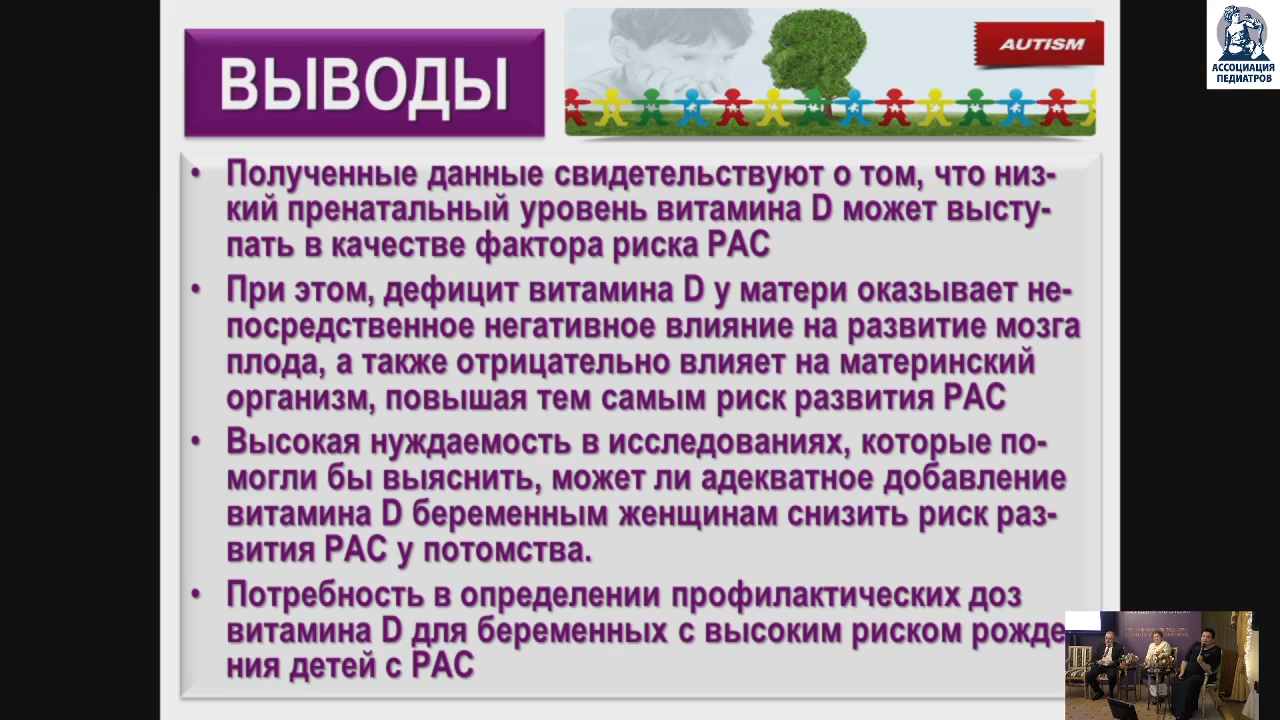 ВЫВОДЫ
AUTISM
АССОЦИАЦИЯ
ПЕДИАТРОВ
• Полученные данные свидетельствуют о том, что низ-
кий пренатальный уровень витамина D может высту-
пать в качестве фактора риска РАС
• При этом, дефицит витамина D у матери оказывает не-
посредственное негативное влияние на развитие мозга
плода, а также отрицательно влияет на материнский
организм, повышая тем самым риск развития РАС
• Высокая нуждаемость в исследованиях, которые по-
могли бы выяснить, может ли адекватное добавление
витамина D беременным женщинам снизить риск раз-
вития РАС у потомства.
• Потребность в определении профилактических доз
витамина D для беременных с высоким риском рожде
ния детей с РАС